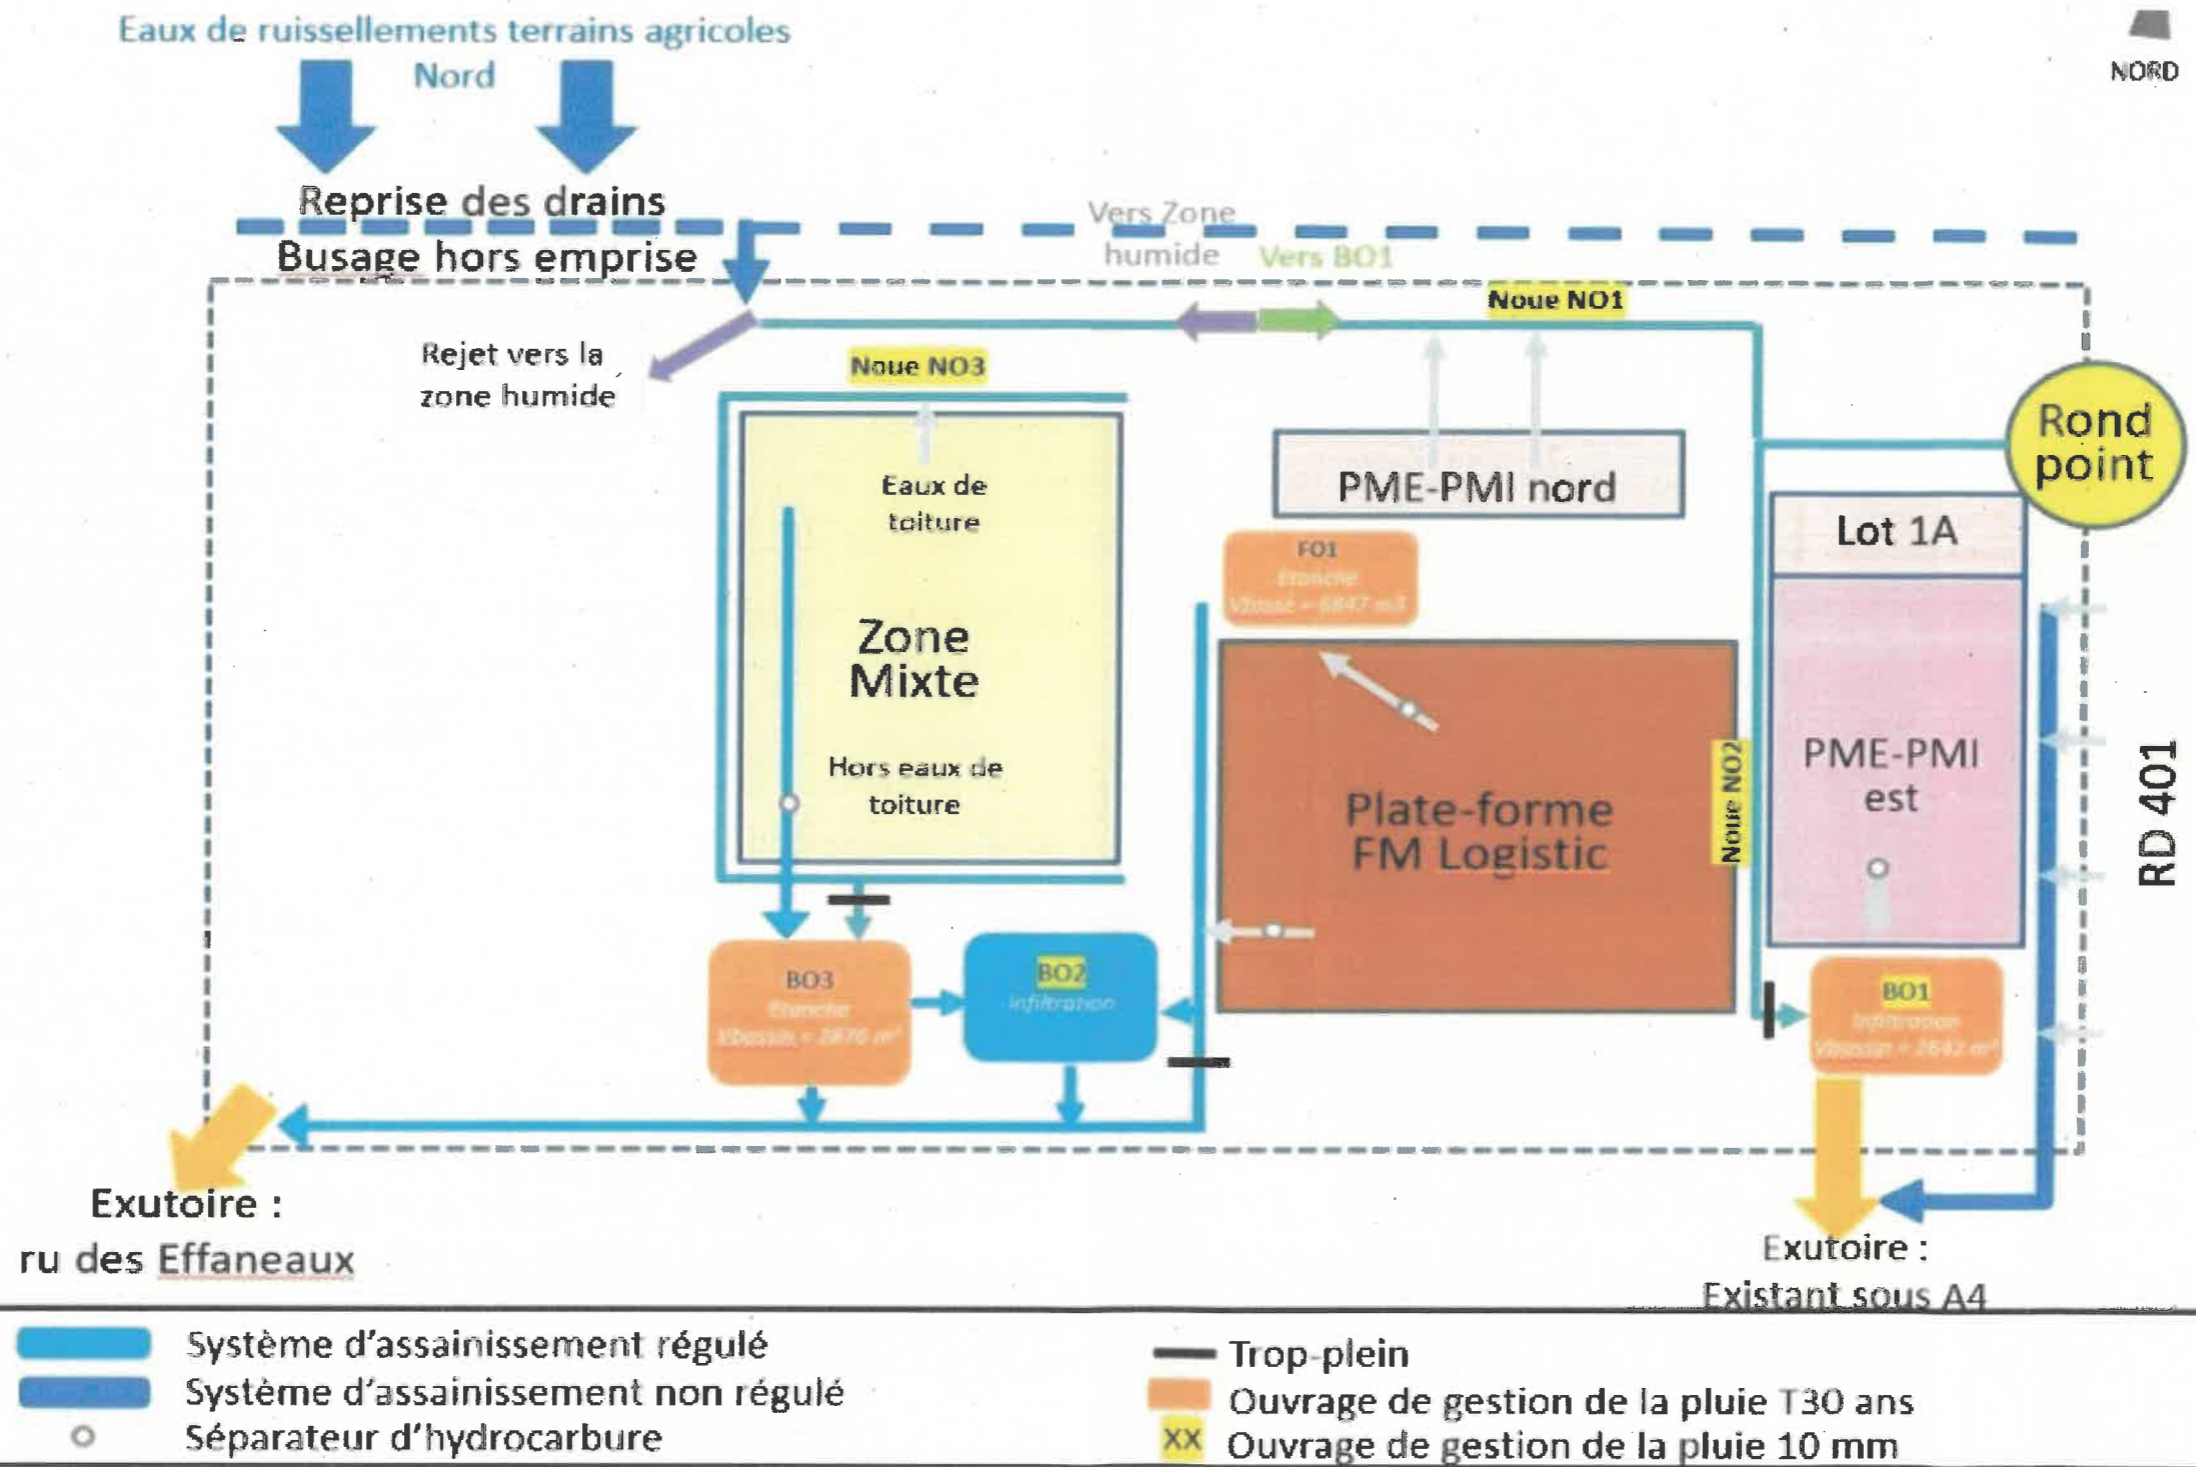 Eaux de ruissellements terrains agricoles
Nord
NORD
Reprise des drains
Busage hors emprise
Vers Zone
humide
Vers BO1
Noue NO1
Rejet vers la
zone humide
Noue NO3
Rond
point
Eaux de
toiture
PME-PMI nord
Lot 1A
FO1
Etanche
Zone
Mixte
Hors eaux de
toiture
Plate-forme
FM Logistic
Noue NO2
PME-PMI
est
RD 401
BO3
Etanche
BO2
Infiltration
BO1
Infiltration
Vbassin = 2642 m³
Exutoire :
ru des Effaneaux
Exutoire :
Existant sous A4
Système d'assainissement régulé
Système d'assainissement non régulé
Séparateur d'hydrocarbure
Trop-plein
Ouvrage de gestion de la pluie T30 ans
XX Ouvrage de gestion de la pluie 10 mm